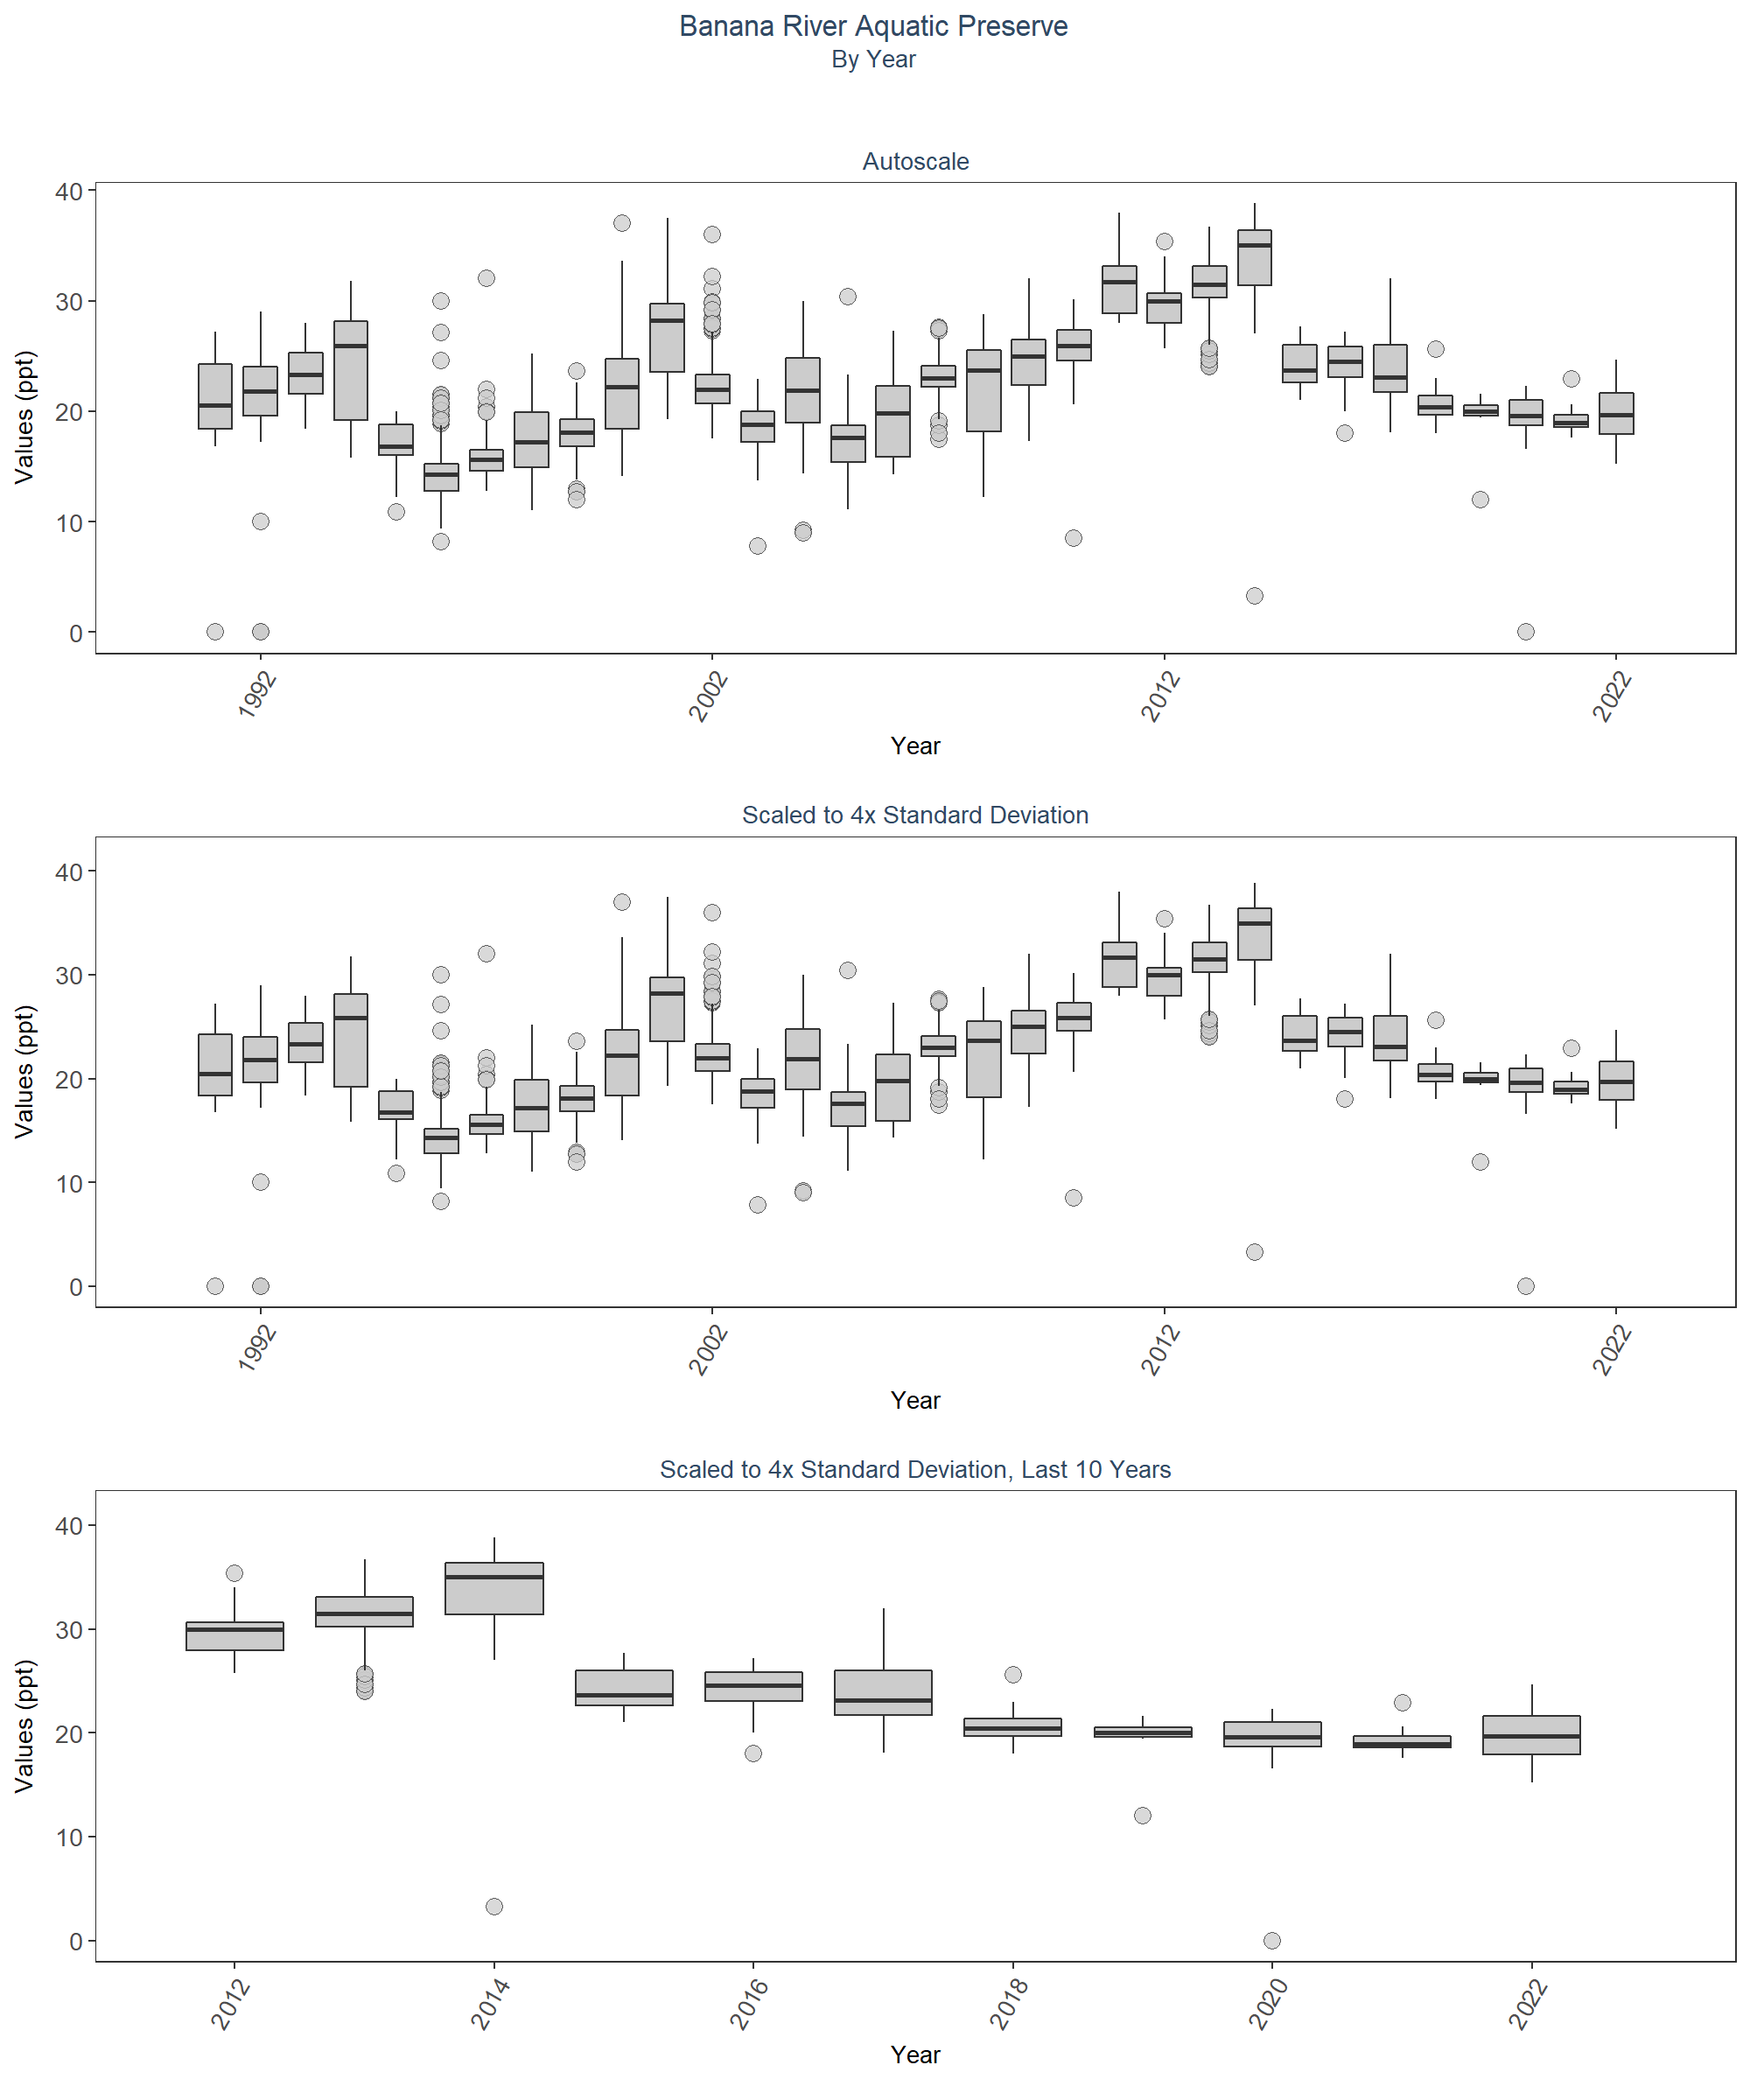 Banana River Aquatic Preserve
By Year
Autoscale
Values (ppt)
40
30
20
10
0
1992
2002
2012
2022
Year
Scaled to 4x Standard Deviation
Values (ppt)
40
30
20
10
0
1992
2002
2012
2022
Year
Scaled to 4x Standard Deviation, Last 10 Years
Values (ppt)
40
30
20
10
0
2012
2014
2016
2018
2020
2022
Year